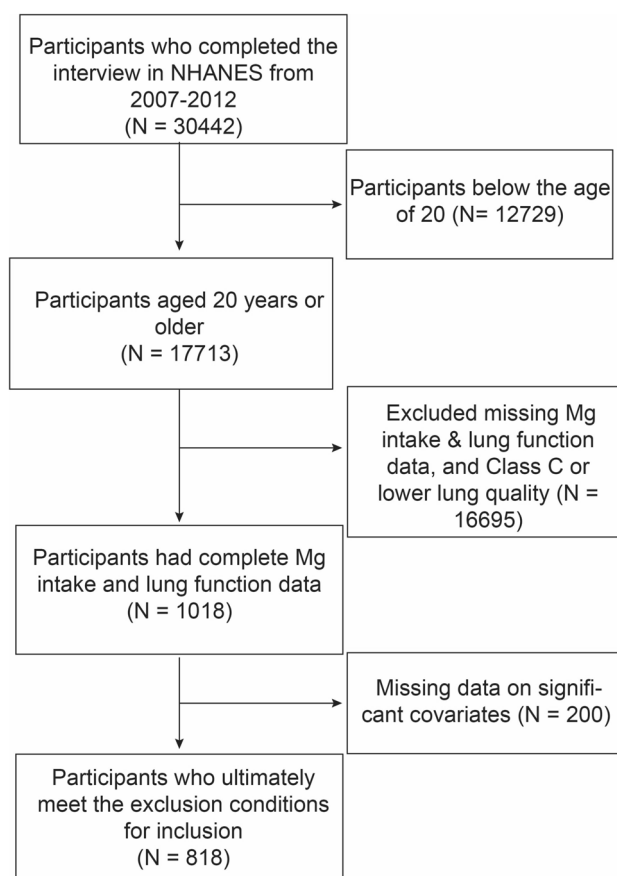 Participants who completed the
interview in NHANES from
2007-2012
(N = 30442)
Participants below the age
of 20 (N= 12729)
Participants aged 20 years or
older
(N = 17713)
Excluded missing Mg
intake & lung function
data, and Class C or
lower lung quality (N =
16695)
Participants had complete Mg
intake and lung function data
(N = 1018)
Missing data on signifi-
cant covariates (N = 200)
Participants who ultimately
meet the exclusion conditions
for inclusion
(N = 818)